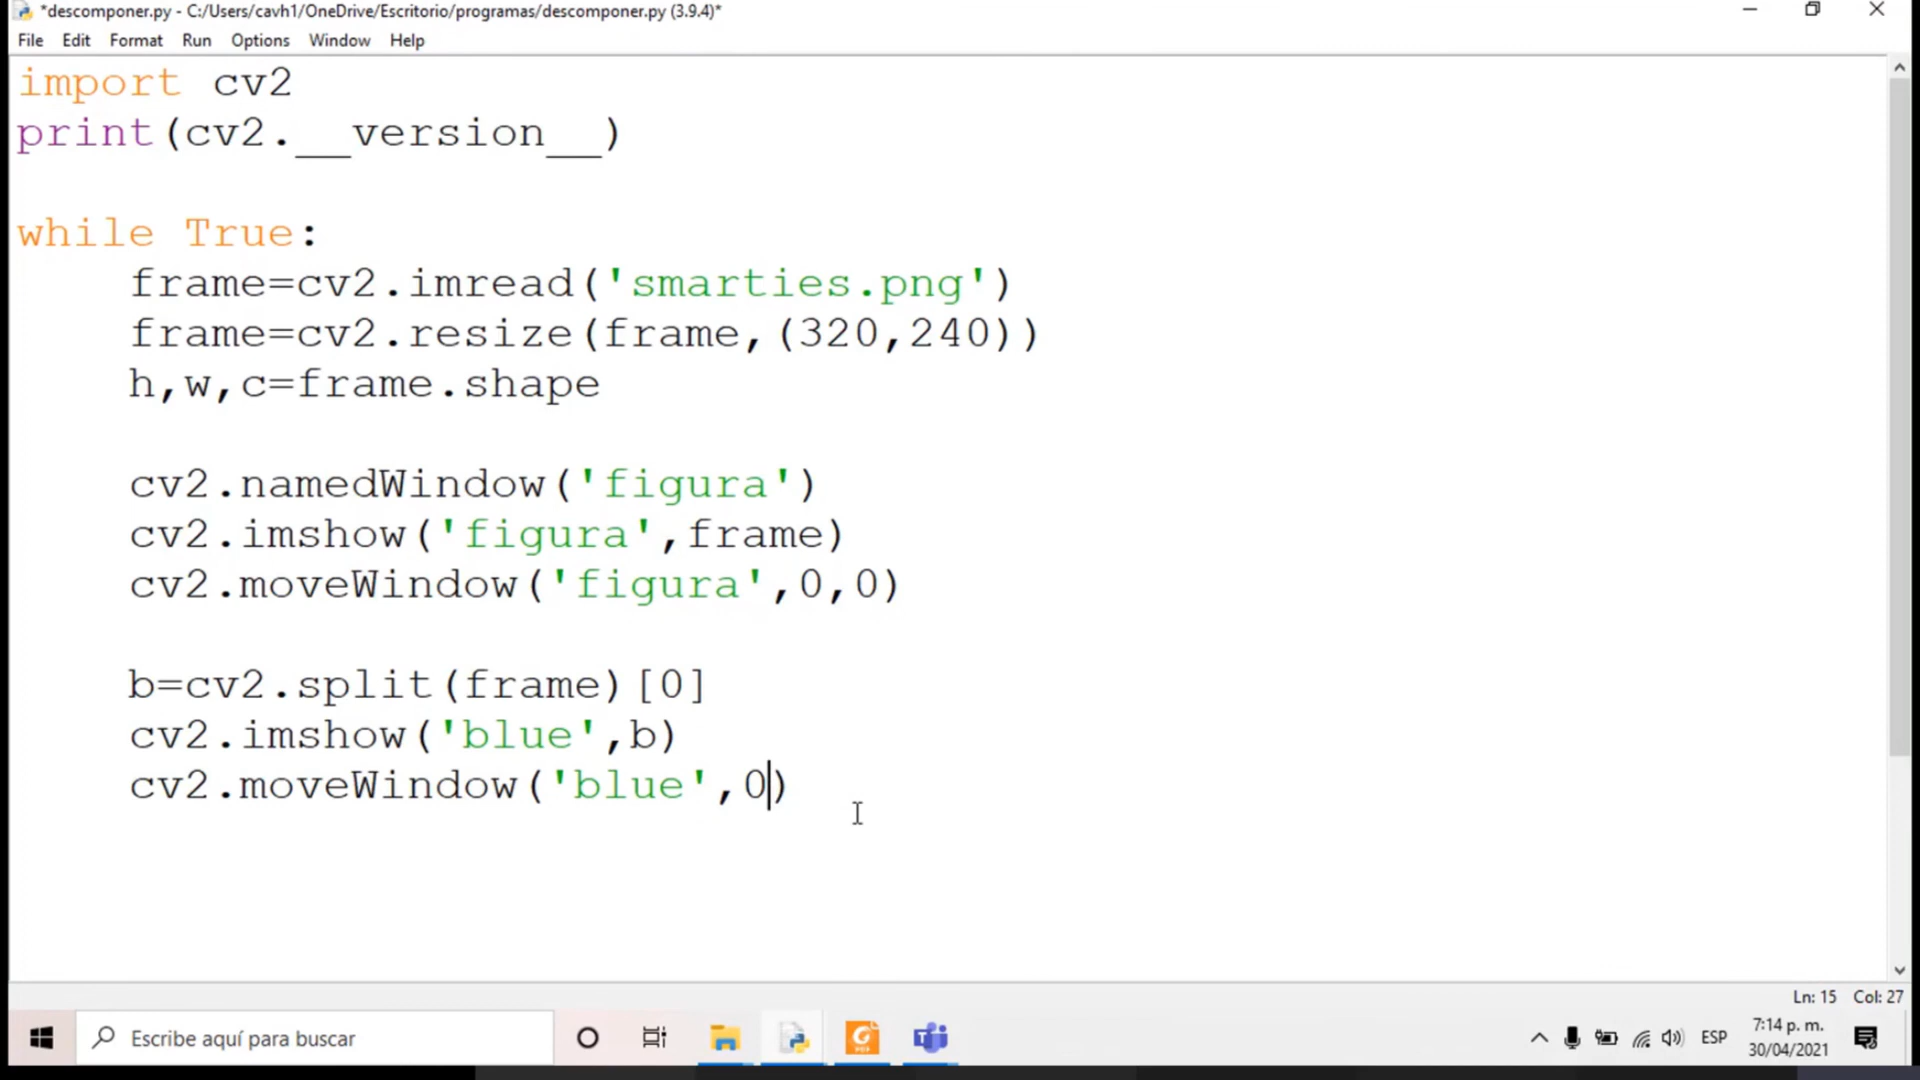 *descomponer.py - C:/Users/cavh1/OneDrive/Escritorio/programas/descomponer.py (3.9.4)*
File Edit Format Run Options Window Help
import cv2
print(cv2.__version__)
while True:
frame=cv2.imread('smarties.png')
frame=cv2.resize(frame,(320,240))
h,w,c=frame.shape
cv2.namedWindow('figura')
cv2.imshow('figura',frame)
cv2.moveWindow('figura',0,0)
b=cv2.split(frame)[0]
cv2.imshow('blue',b)
cv2.moveWindow('blue',0)
Ln: 15 Col: 27
Escribe aquí para buscar
ESP
7:14 p. m.
30/04/2021